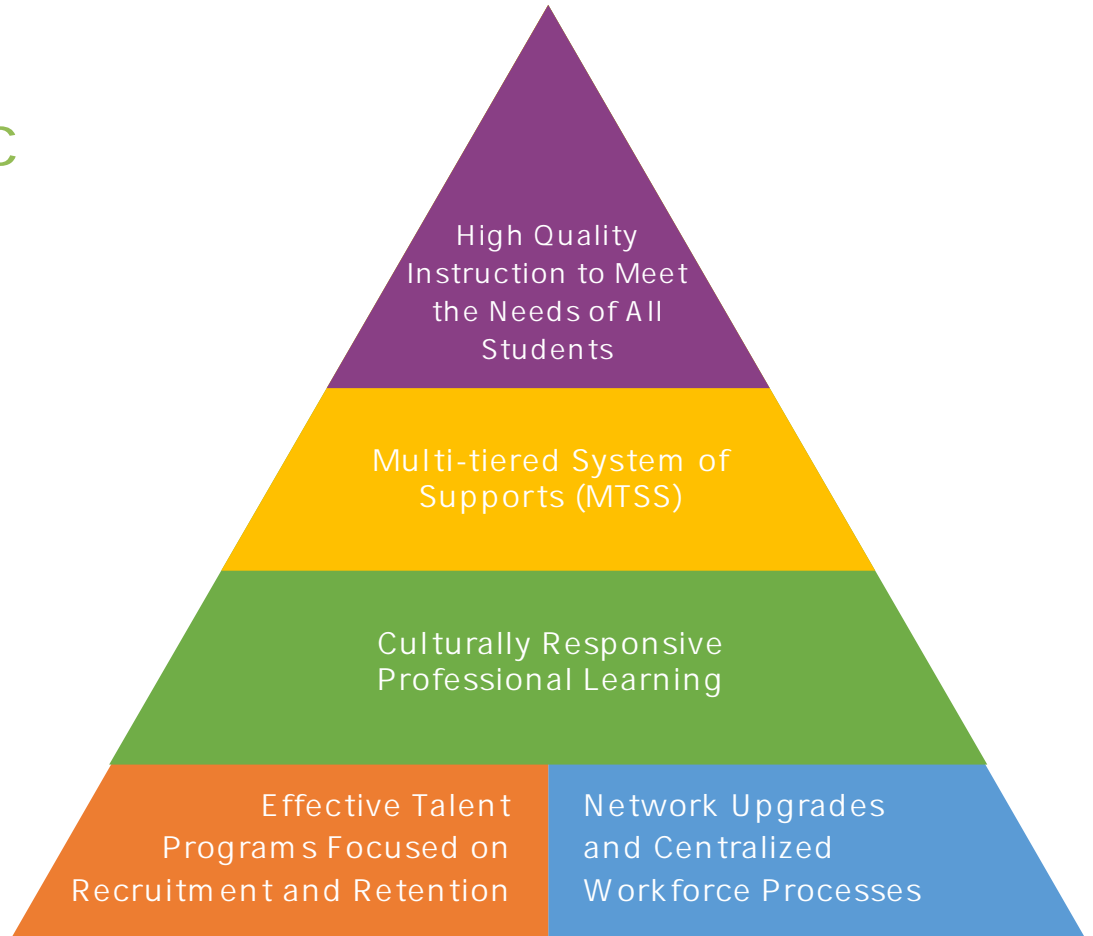 c
High Quality
Instruction to Meet
the Needs of All
Students
Multi-tiered System of
Supports (MTSS)
Culturally Responsive
Professional Learning
Effective Talent
Programs Focused on
Recruitment and Retention
Network Upgrades
and Centralized
Workforce Processes